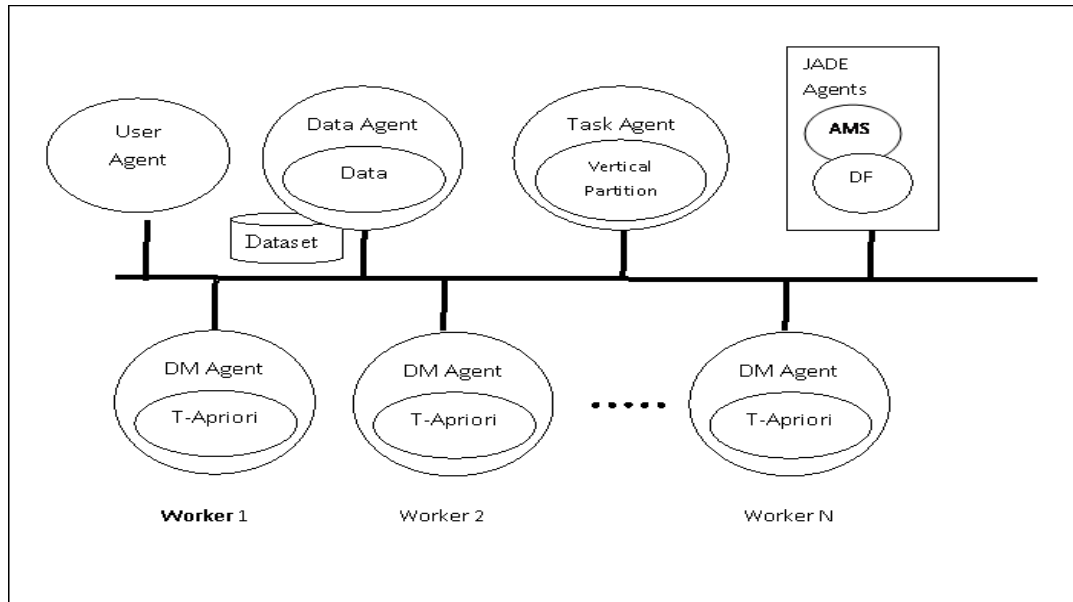 User
Agent
Data Agent
Data
Dataset
Task Agent
Vertical
Partition
JADE
Agents
AMS
DF
DM Agent
T-Apriori
Worker 1
DM Agent
T-Apriori
Worker 2
DM Agent
T-Apriori
Worker N